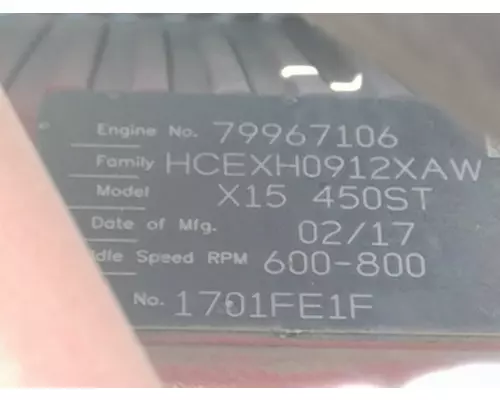 Engine No. 79967106
Family HCEXH0912XAW
Model X15 450ST
Date of Mfg. 02/17
dle Speed RPM 600-800
No. 1701FE1F